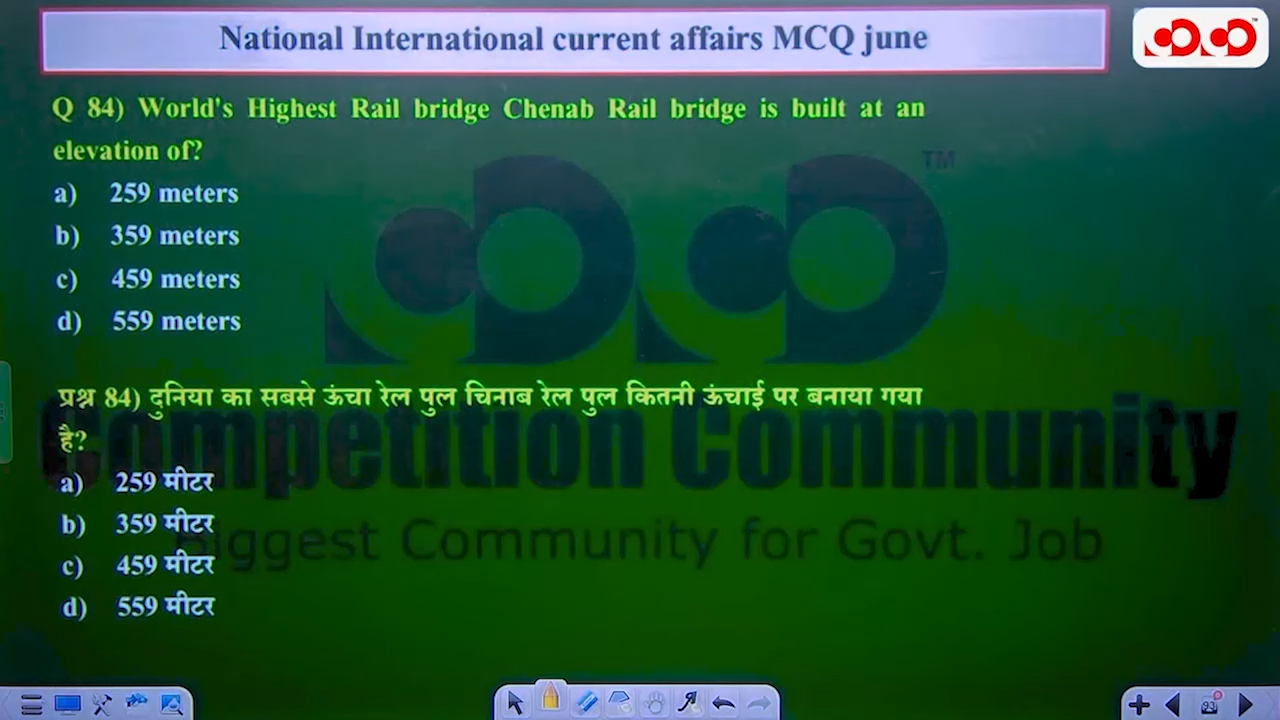 National International current affairs MCQ june
Q 84) World's Highest Rail bridge Chenab Rail bridge is built at an
elevation of?
a) 259 meters
b) 359 meters
c) 459 meters
d) 559 meters
TM
प्रश्न 84) दुनिया का सबसे ऊंचा रेल पुल चिनाब रेल पुल कितनी ऊंचाई पर बनाया गया
है?
Competition Community
a) 259 मीटर
b) 359 मीटर
Biggest Community for Govt. Job
c) 459 मीटर
d) 559 मीटर
93